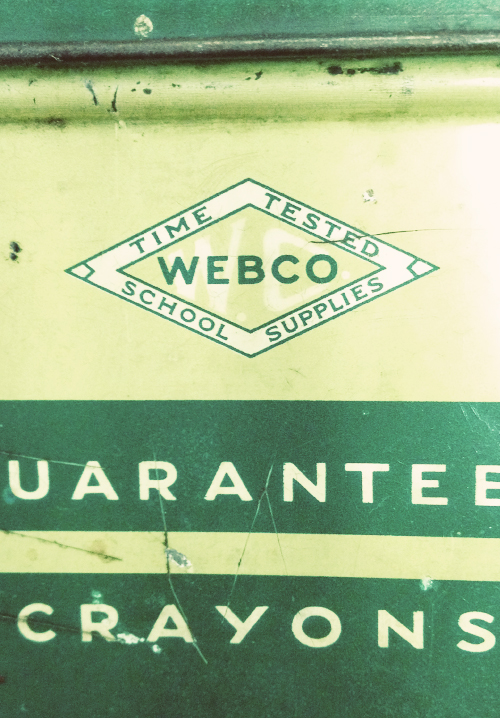 TIME TESTED
W.C.
WEBCO
SCHOOL SUPPLIES
UARANTEE
CRAYONS